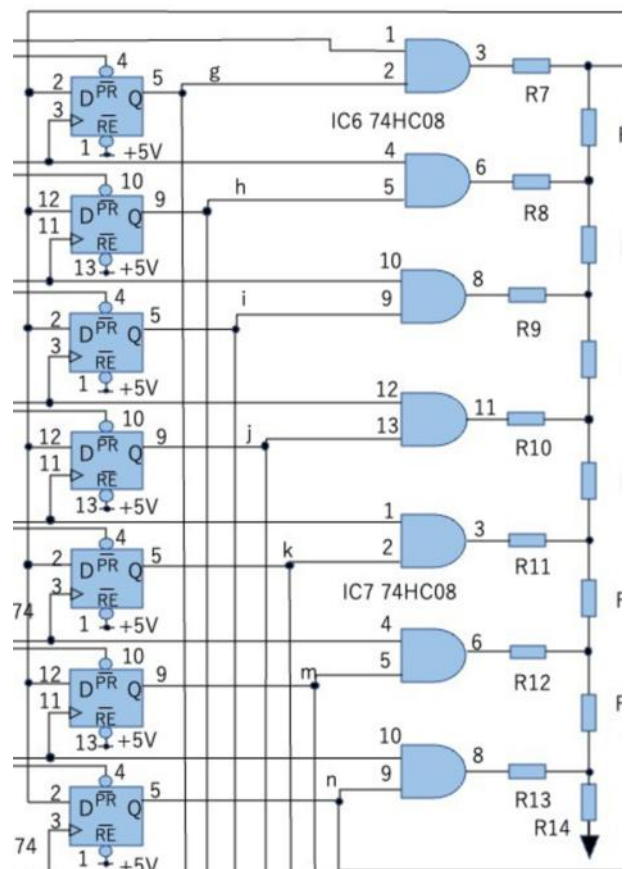 1
4
3
2
2
5
g
D PR Q
R7
3
RE
IC6 74HC08
1
+5V
4
10
6
h
5
12
9
D PR Q
R8
11
RE
10
13
+5V
8
4
i
9
2
5
D PR Q
R9
3
RE
12
1
+5V
11
10
13
12
9
j
D PR Q
R10
11
RE
1
13
+5V
3
4
k
2
2
5
D PR Q
R11
3
RE
IC7 74HC08
74
1
+5V
4
10
6
5
12
9
m
D PR Q
R12
11
RE
10
13
+5V
8
4
n
9
2
5
D PR Q
R13
3
RE
R14
74
1
+5V